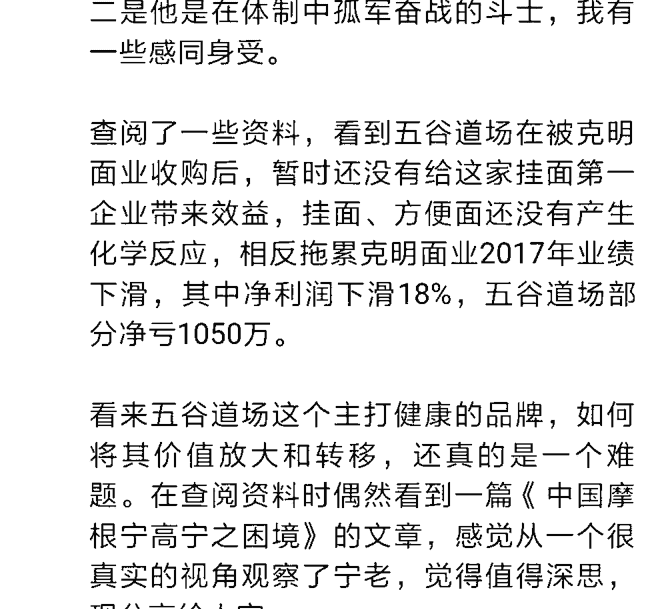 二是他是在体制中孤军奋战的斗士，我有
一些感同身受。
查阅了一些资料，看到五谷道场在被克明
面业收购后，暂时还没有给这家挂面第一
企业带来效益，挂面、方便面还没有产生
化学反应，相反拖累克明面业2017年业绩
下滑，其中净利润下滑18%，五谷道场部
分净亏1050万。
看来五谷道场这个主打健康的品牌，如何
将其价值放大和转移，还真的是一个难
题。在查阅资料时偶然看到一篇《中国摩
根宁高宁之困境》的文章，感觉从一个很
真实的视角观察了宁老，觉得值得深思，